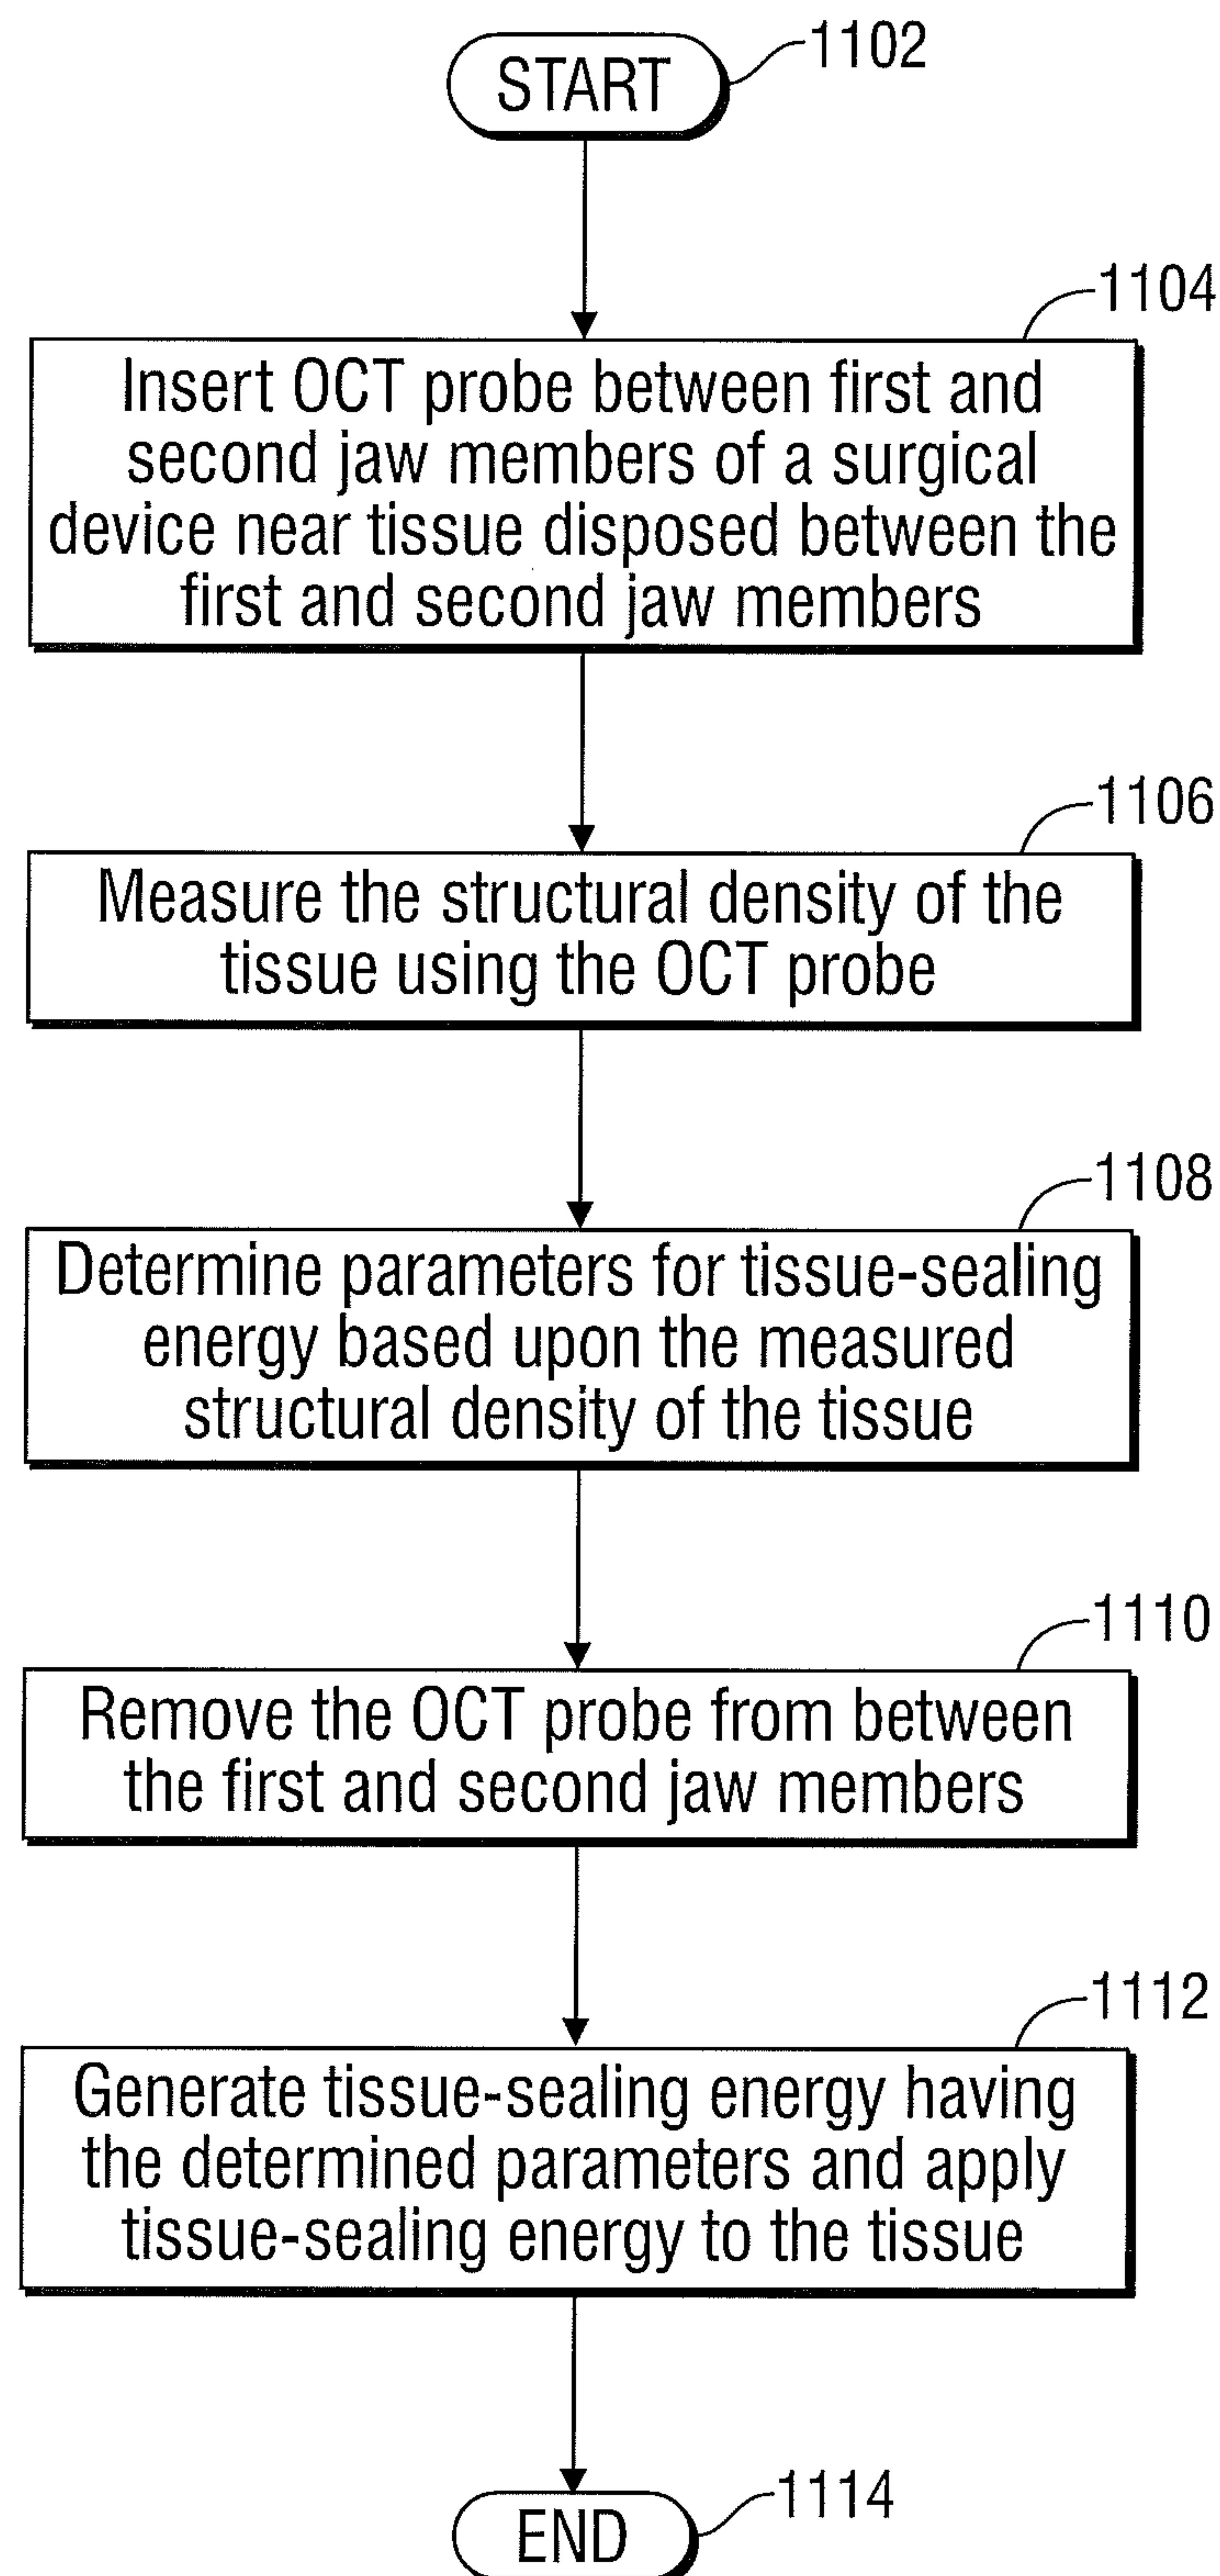 START
1102
1104
Insert OCT probe between first and
second jaw members of a surgical
device near tissue disposed between the
first and second jaw members
1106
Measure the structural density of the
tissue using the OCT probe
1108
Determine parameters for tissue-sealing
energy based upon the measured
structural density of the tissue
1110
Remove the OCT probe from between
the first and second jaw members
1112
Generate tissue-sealing energy having
the determined parameters and apply
tissue-sealing energy to the tissue
1114
END